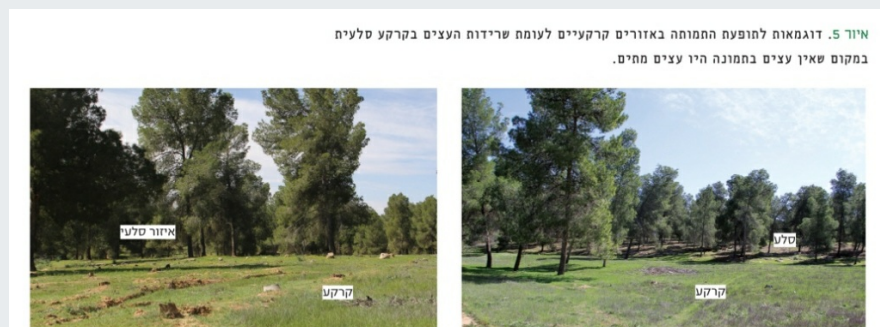 איור 5. דוגמאות לתופעת התמותה באזורים קרקעיים לעומת שרידות העצים בקרקע סלעית
במקום שאין עצים בתמונה היו עצים מתים.
איזור סלעי
קרקע
סלע
קרקע